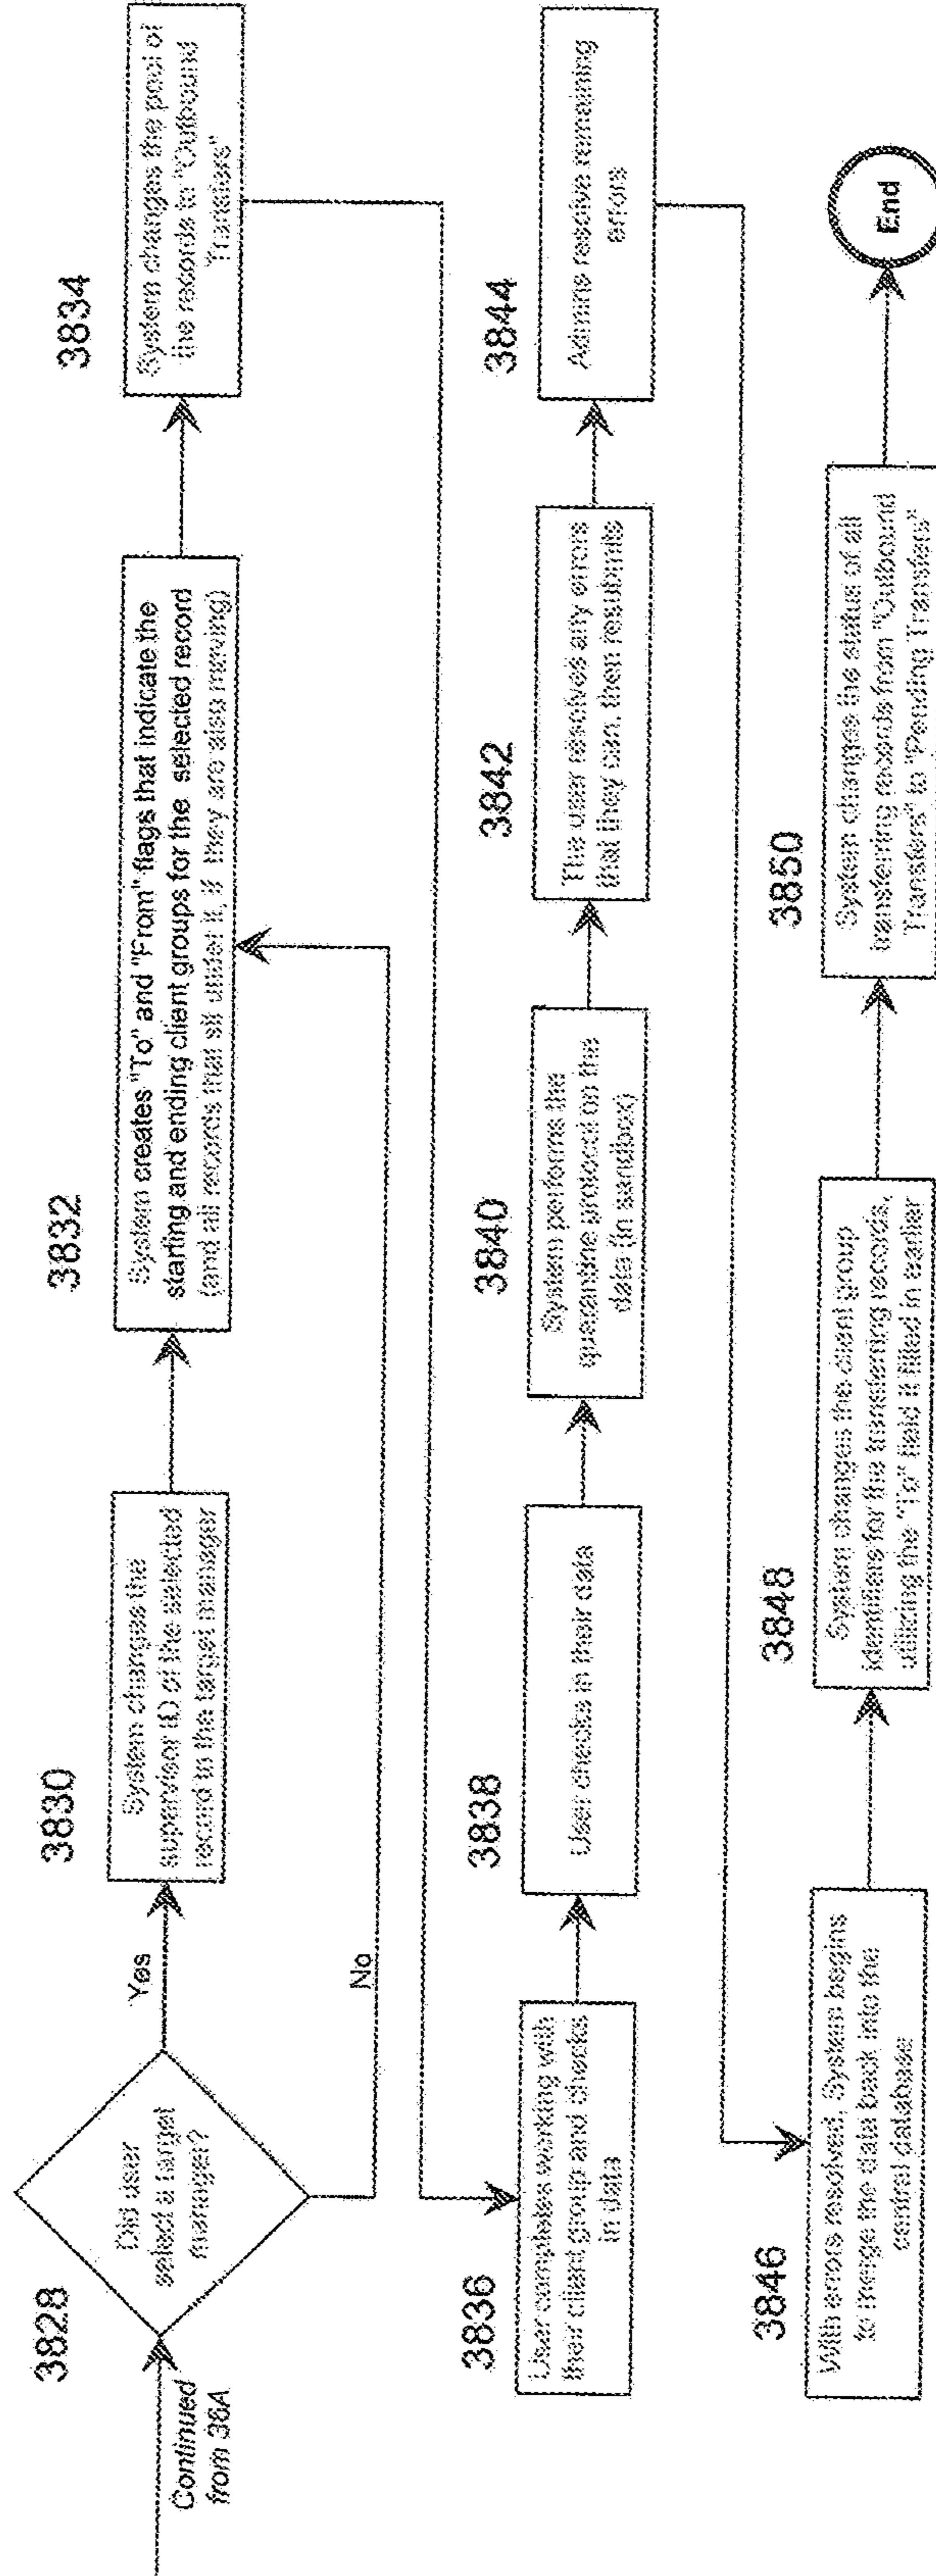 Continued
from 38A
3828
Did user
select a target
manager?
Yes
No
3830
System changes the
supervisor ID of the selected
record to the target manager
3832
System creates "To" and "From" flags that indicate the
starting and ending client groups for the selected record
(and all records that sit under it, if they are also moving)
3834
System changes the pool of
the records to "Outbound
Transfers"
3836
User completes working with
their client group and checks
in data
3838
User checks in their data
3840
System performs the
quarantine protocol on the
data (in sandbox)
3842
The user resolves any errors
that they can, then resubmits
3844
Admins resolve remaining
errors
3846
With errors resolved, System begins
to merge the data back into the
central database
3848
System changes the client group
identifiers for the transferring records,
utilizing the "To" field it filled in earlier
3850
System changes the status of all
transferring records from "Outbound
Transfers" to "Pending Transfers"
End